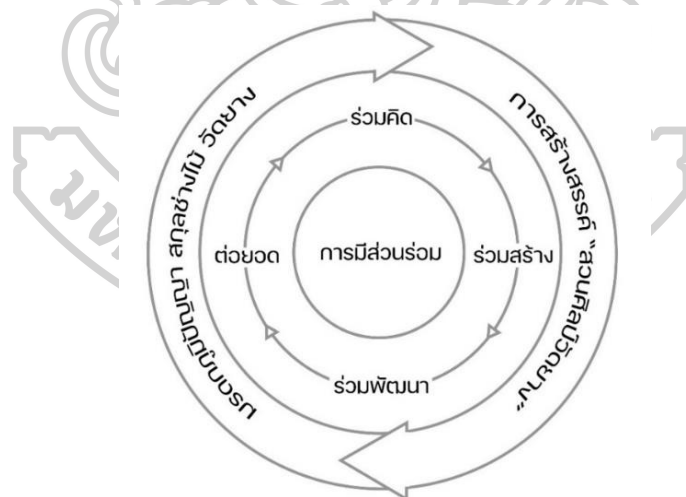 ร่วมคิด
ร่วมสร้าง
ร่วมพัฒนา
ต่อยอด
การมีส่วนร่วม
การสร้างสรรค์ "สวนศิลป์วัดยาง"
มรดกภูมิปัญญา สกุลช่างไม้ วัดยาง